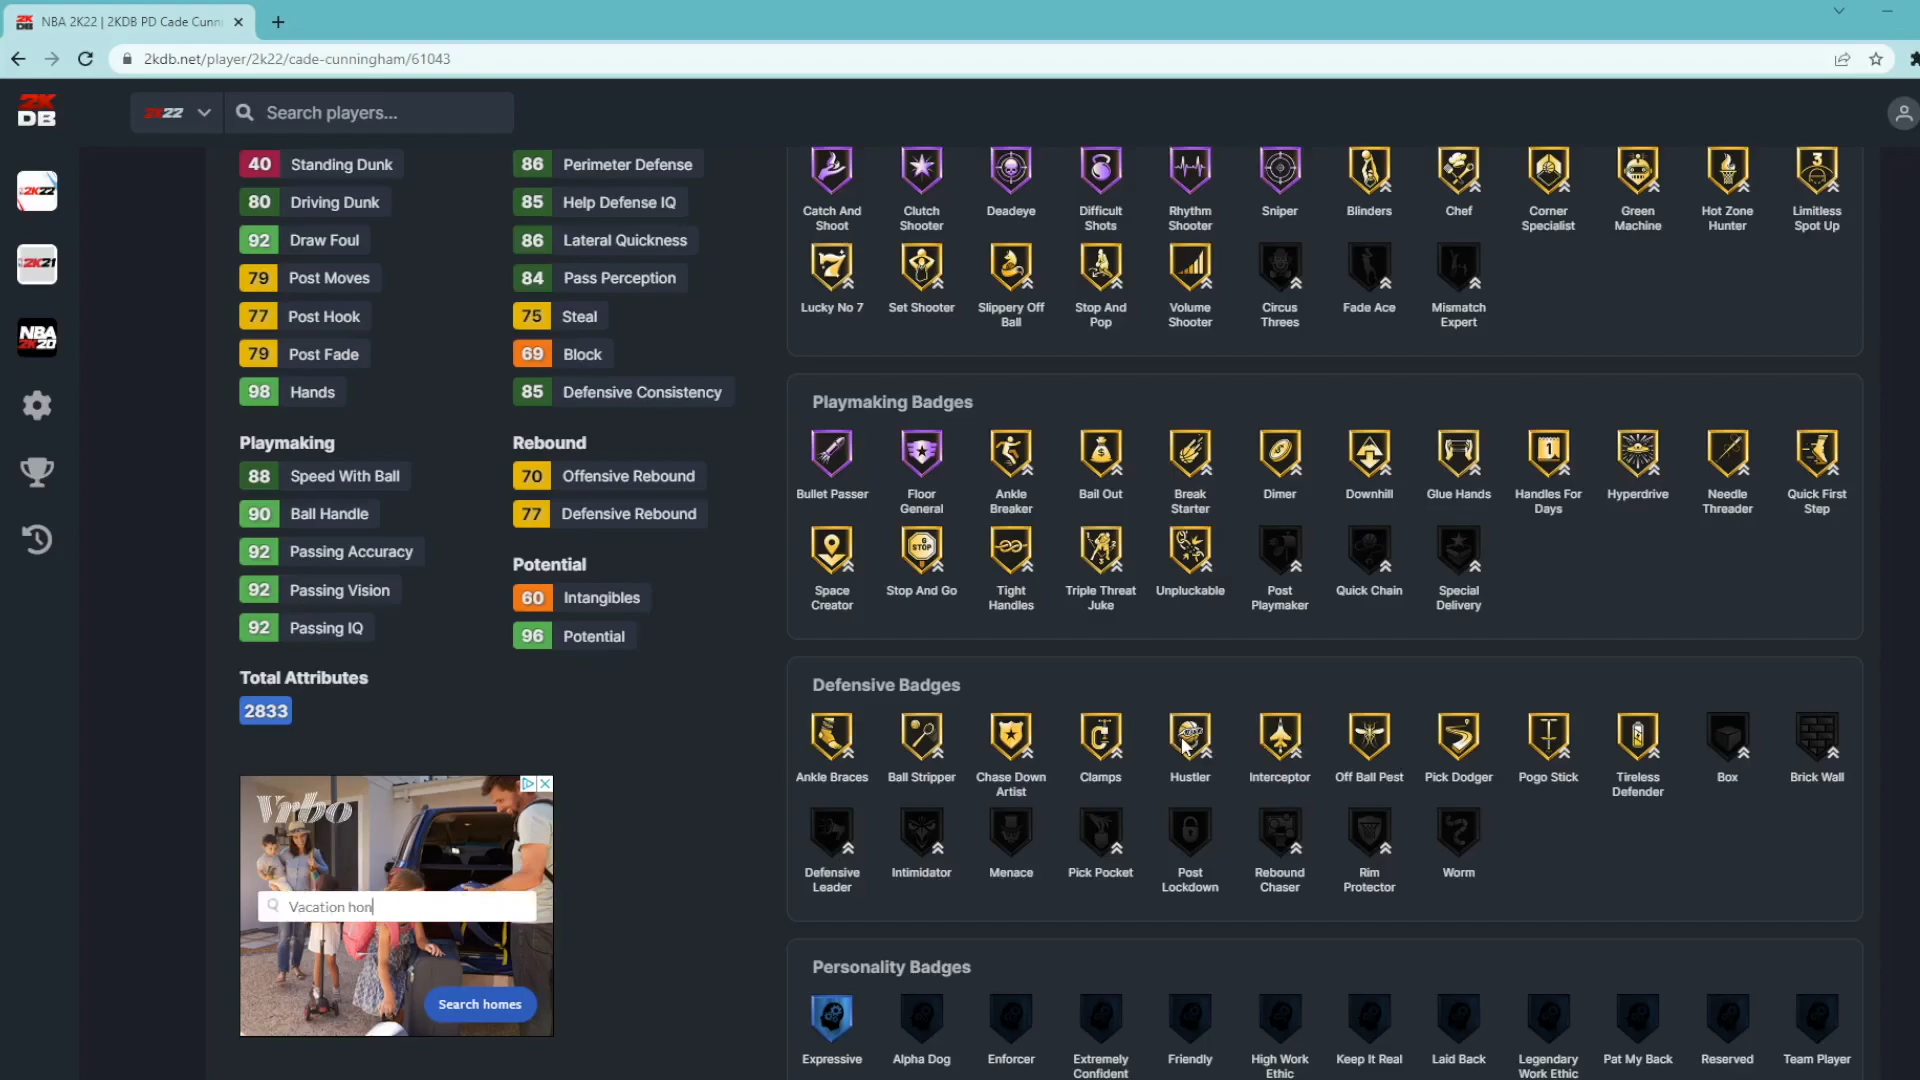 NBA 2K22 | 2KDB PD Cade Cunn
2kdb.net/player/2k22/cade-cunningham/61043
2K DB
2K22
Search players...
2K22
2K21
NBA 2K20
40 Standing Dunk
80 Driving Dunk
92 Draw Foul
79 Post Moves
77 Post Hook
79 Post Fade
98 Hands
Playmaking
88 Speed With Ball
90 Ball Handle
92 Passing Accuracy
92 Passing Vision
92 Passing IQ
Total Attributes
2833
86 Perimeter Defense
85 Help Defense IQ
86 Lateral Quickness
84 Pass Perception
75 Steal
69 Block
85 Defensive Consistency
Rebound
70 Offensive Rebound
77 Defensive Rebound
Potential
60 Intangibles
96 Potential
Vrbo
Vacation hon
Search homes
Catch And Shoot
Clutch Shooter
Deadeye
Difficult Shots
Rhythm Shooter
Sniper
Blinders
Chef
Corner Specialist
Green Machine
Hot Zone Hunter
Limitless Spot Up
Lucky No 7
Set Shooter
Slippery Off Ball
Stop And Pop
Volume Shooter
Circus Threes
Fade Ace
Mismatch Expert
Playmaking Badges
Bullet Passer
Floor General
Ankle Breaker
Bail Out
Break Starter
Dimer
Downhill
Glue Hands
Handles For Days
Hyperdrive
Needle Threader
Quick First Step
Space Creator
Stop And Go
Tight Handles
Triple Threat Juke
Unpluckable
Post Playmaker
Quick Chain
Special Delivery
Defensive Badges
Ankle Braces
Ball Stripper
Chase Down Artist
Clamps
Hustler
Interceptor
Off Ball Pest
Pick Dodger
Pogo Stick
Tireless Defender
Box
Brick Wall
Defensive Leader
Intimidator
Menace
Pick Pocket
Post Lockdown
Rebound Chaser
Rim Protector
Worm
Personality Badges
Expressive
Alpha Dog
Enforcer
Extremely Confident
Friendly
High Work Ethic
Keep It Real
Laid Back
Legendary Work Ethic
Pat My Back
Reserved
Team Player